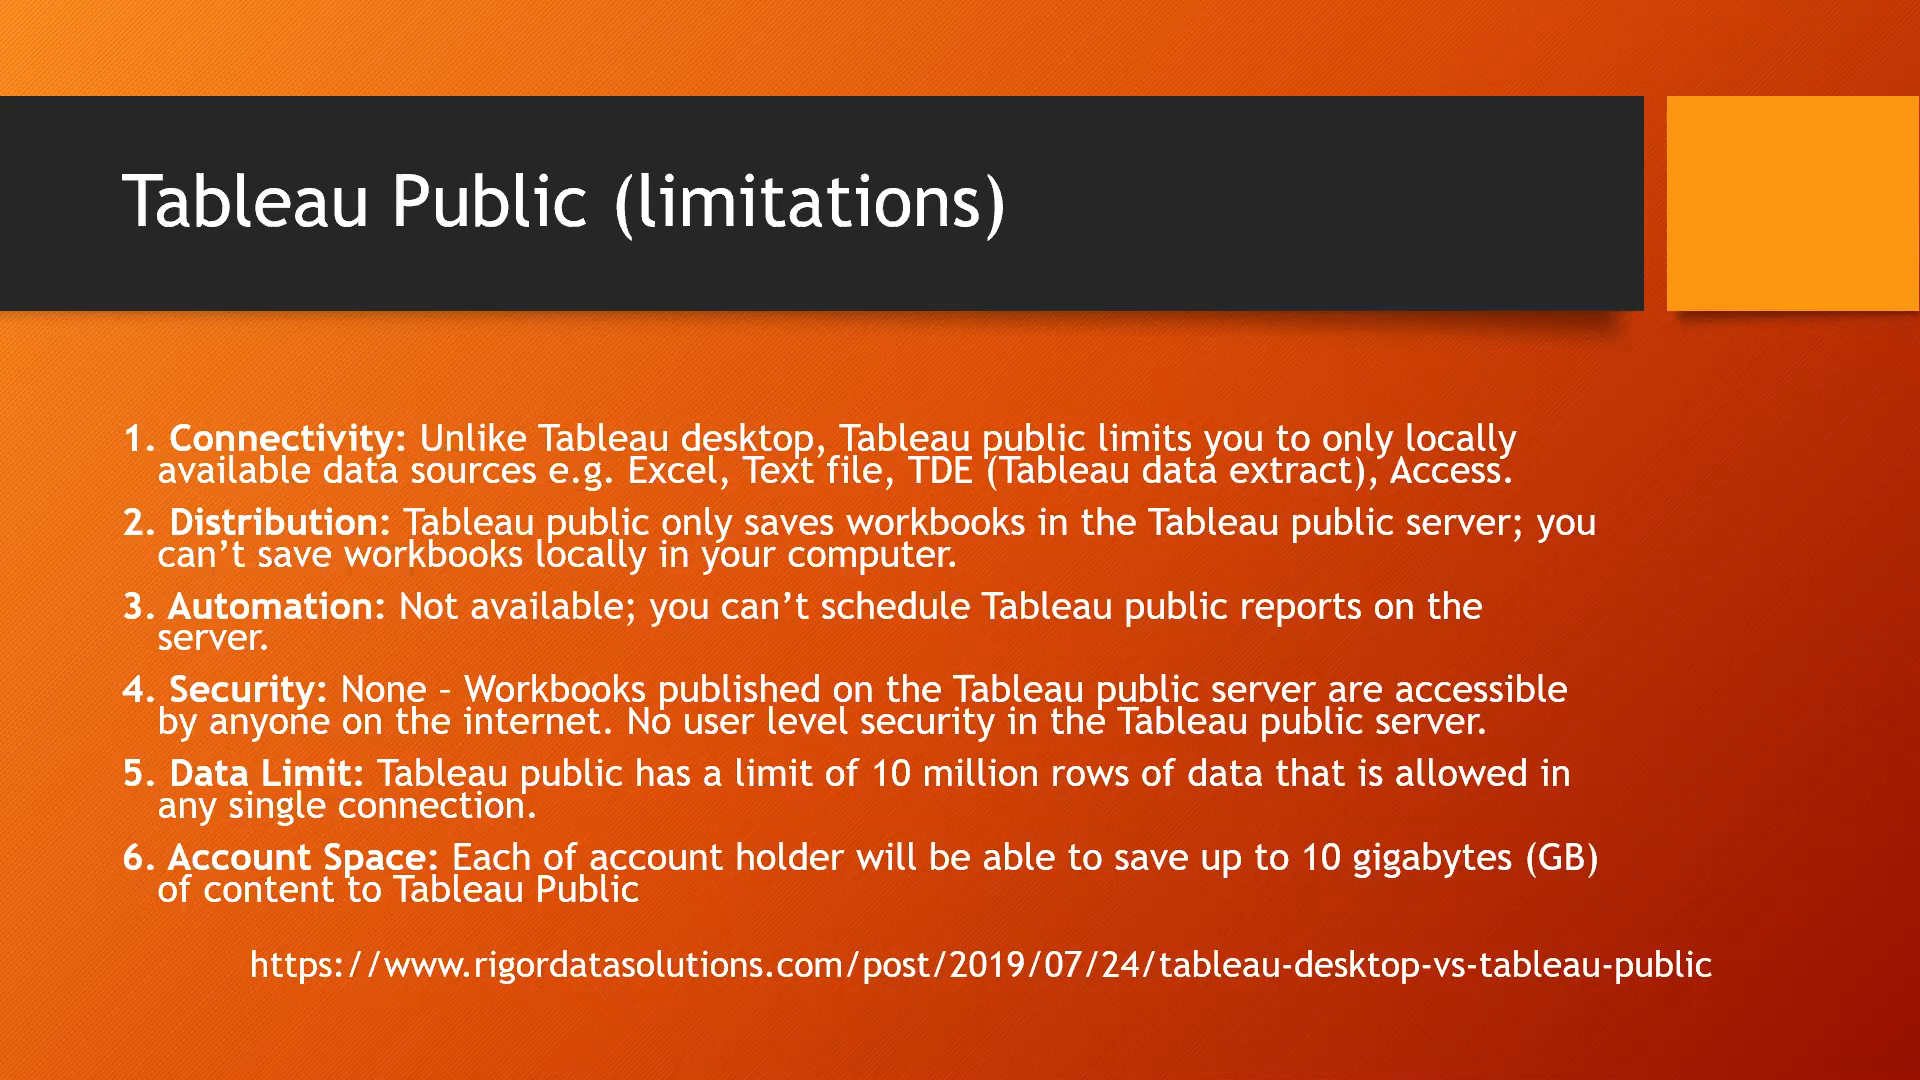 Tableau Public (limitations)
1. Connectivity: Unlike Tableau desktop, Tableau public limits you to only locally
available data sources e.g. Excel, Text file, TDE (Tableau data extract), Access.
2. Distribution: Tableau public only saves workbooks in the Tableau public server; you
can’t save workbooks locally in your computer.
3. Automation: Not available; you can’t schedule Tableau public reports on the
server.
4. Security: None – Workbooks published on the Tableau public server are accessible
by anyone on the internet. No user level security in the Tableau public server.
5. Data Limit: Tableau public has a limit of 10 million rows of data that is allowed in
any single connection.
6. Account Space: Each of account holder will be able to save up to 10 gigabytes (GB)
of content to Tableau Public
https://www.rigordatasolutions.com/post/2019/07/24/tableau-desktop-vs-tableau-public